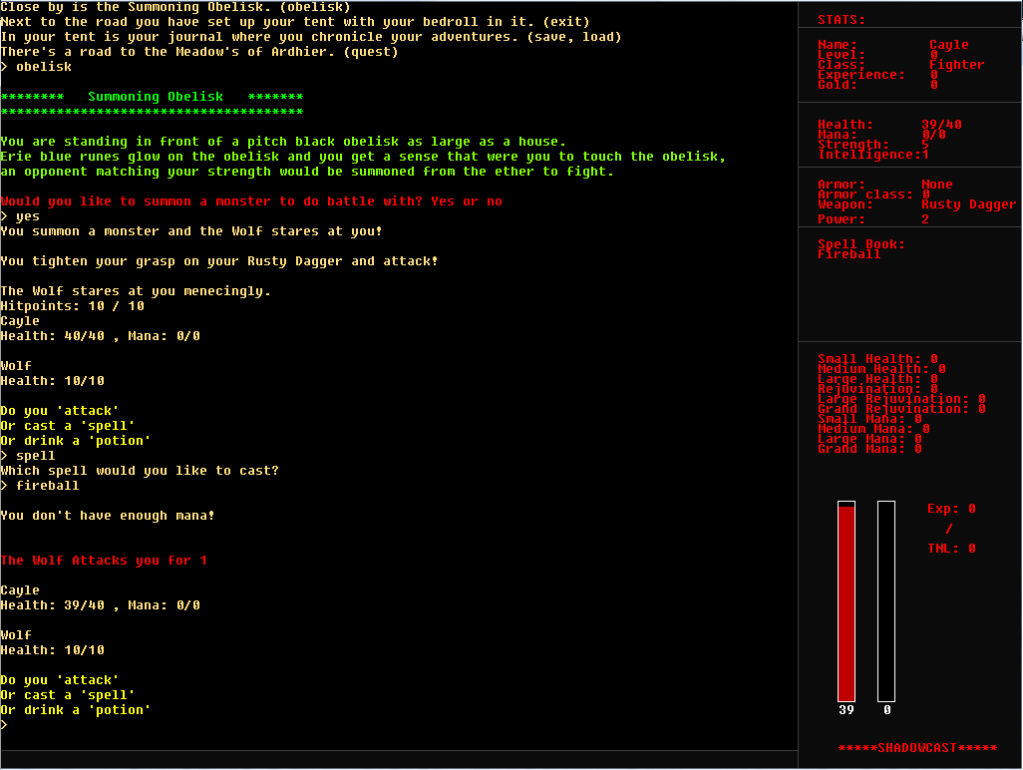 Close by is the Summoning Obelisk. (obelisk)
Next to the road you have set up your tent with your bedroll in it. (exit)
In your tent is your journal where you chronicle your adventures. (save, load)
There's a road to the Meadow's of Ardhier. (quest)
> obelisk
******** Summoning Obelisk *******
**************************************
You are standing in front of a pitch black obelisk as large as a house.
Erie blue runes glow on the obelisk and you get a sense that were you to touch the obelisk,
an opponent matching your strength would be summoned from the ether to fight.
Would you like to summon a monster to do battle with? Yes or no
> yes
You summon a monster and the Wolf stares at you!
You tighten your grasp on your Rusty Dagger and attack!
The Wolf stares at you menecingly.
Hitpoints: 10 / 10
Cayle
Health: 40/40 , Mana: 0/0
Wolf
Health: 10/10
Do you 'attack'
Or cast a 'spell'
Or drink a 'potion'
> spell
Which spell would you like to cast?
> fireball
You don't have enough mana!
The Wolf Attacks you for 1
Cayle
Health: 39/40 , Mana: 0/0
Wolf
Health: 10/10
Do you 'attack'
Or cast a 'spell'
Or drink a 'potion'
>
STATS:
Name: Cayle
Level: 0
Class: Fighter
Experience: 0
Gold: 0
Health: 39/40
Mana: 0/0
Strength: 5
Intelligence:1
Armor: None
Armor class: 0
Weapon: Rusty Dagger
Power: 2
Spell Book:
Fireball
Small Health: 0
Medium Health: 0
Large Health: 0
Rejuvination: 0
Large Rejuvination: 0
Grand Rejuvination: 0
Small Mana: 0
Medium Mana: 0
Large Mana: 0
Grand Mana: 0
Exp: 0
/
TNL: 0
39 0
*****SHADOWCAST*****